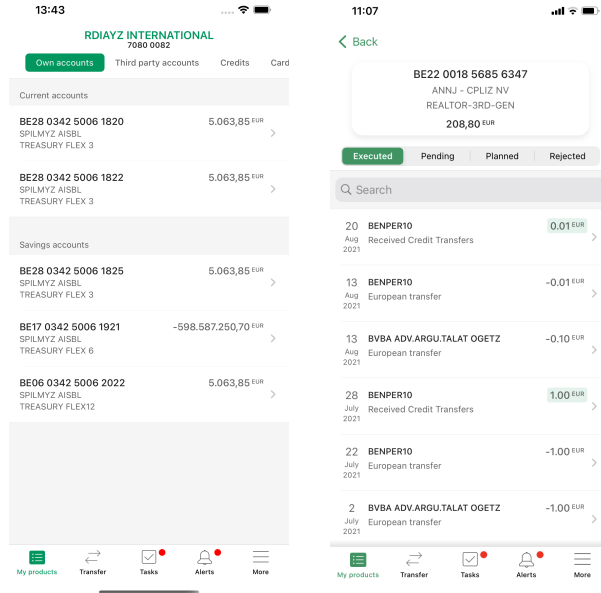 13:43
RDIAYZ INTERNATIONAL
7080 0082
Own accounts Third party accounts Credits Card
Current accounts
BE28 0342 5006 1820 5.063,85 EUR
SPILMYZ AISBL
TREASURY FLEX 3
BE28 0342 5006 1822 5.063,85 EUR
SPILMYZ AISBL
TREASURY FLEX 3
Savings accounts
BE28 0342 5006 1825 5.063,85 EUR
SPILMYZ AISBL
TREASURY FLEX 3
BE17 0342 5006 1921 -598.587.250,70 EUR
SPILMYZ AISBL
TREASURY FLEX 6
BE06 0342 5006 2022 5.063,85 EUR
SPILMYZ AISBL
TREASURY FLEX12
My products Transfer Tasks Alerts More
11:07
Back
BE22 0018 5685 6347
ANNJ - CPLIZ NV
REALTOR-3RD-GEN
208,80 EUR
Executed Pending Planned Rejected
Search
20 BENPER10 0.01 EUR
Aug Received Credit Transfers
2021
13 BENPER10 -0.01 EUR
Aug European transfer
2021
13 BVBA ADV.ARGU.TALAT OGETZ -0.10 EUR
Aug European transfer
2021
28 BENPER10 1.00 EUR
July Received Credit Transfers
2021
22 BENPER10 -1.00 EUR
July European transfer
2021
2 BVBA ADV.ARGU.TALAT OGETZ -1.00 EUR
July European transfer
2021
My products Transfer Tasks Alerts More